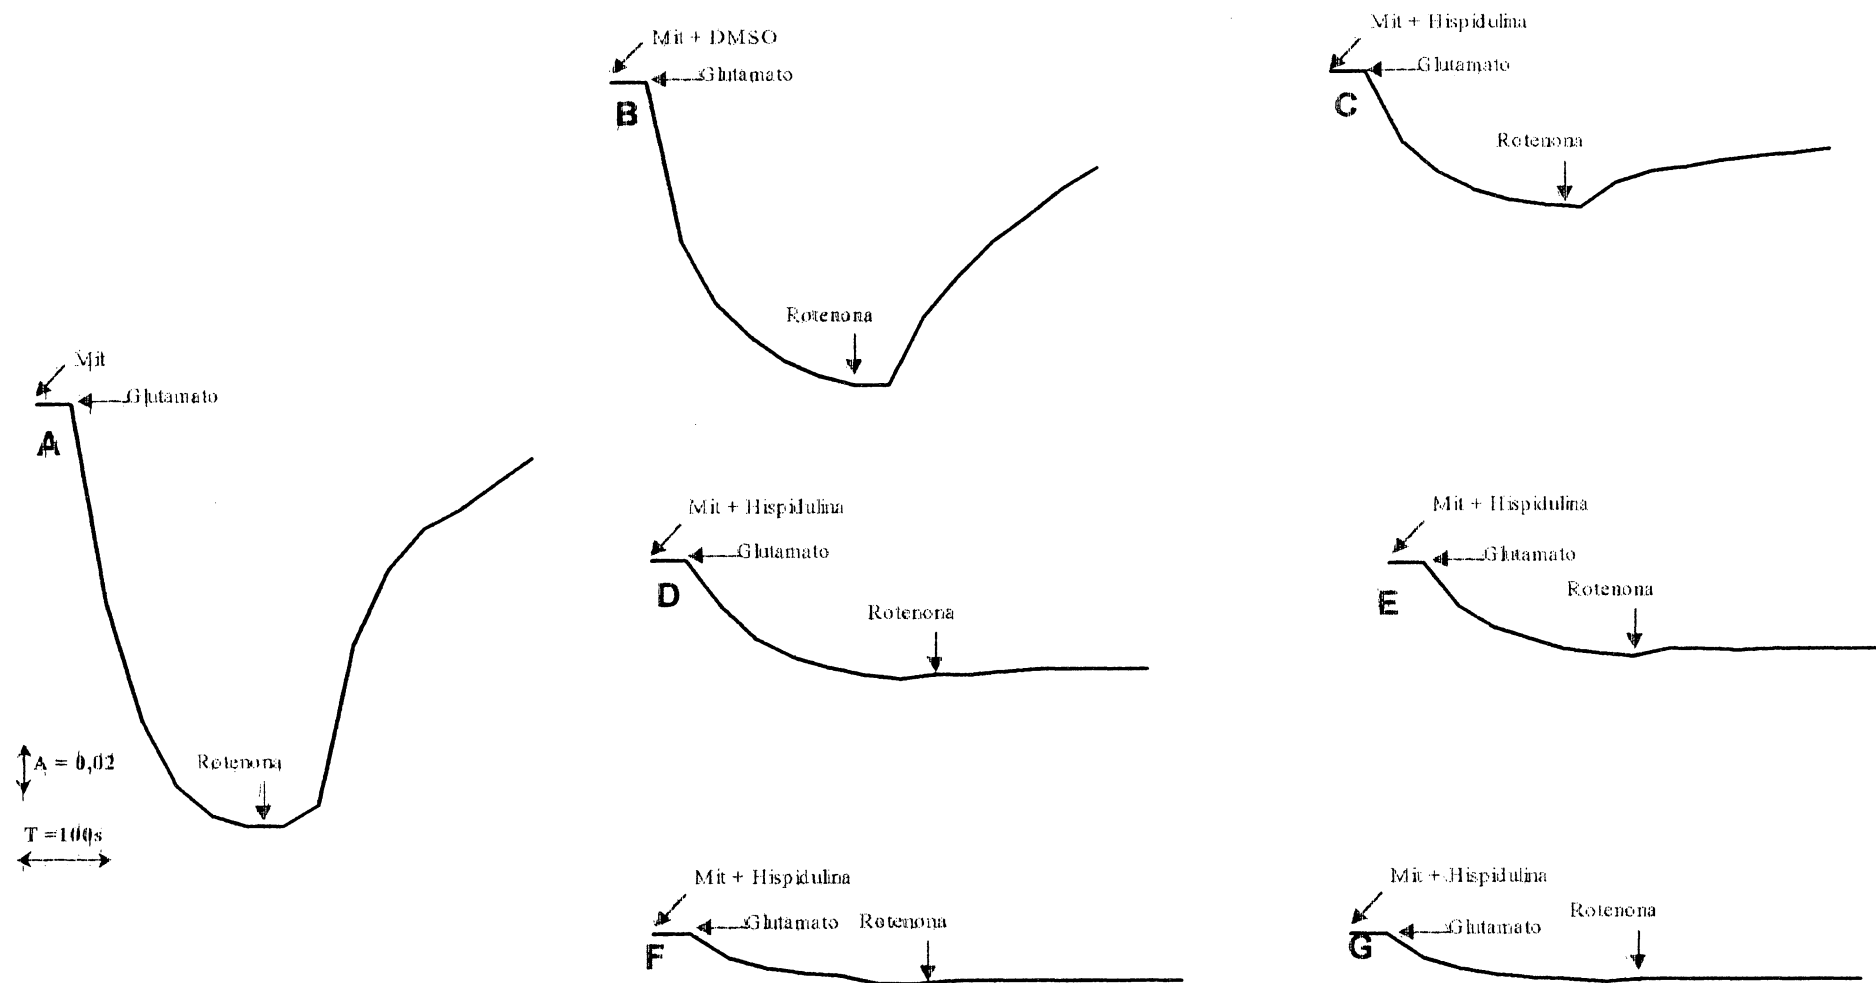 Mit + DMSO
Glutamato
B
Rotenona
Mit + Hispidulina
Glutamato
C
Rotenona
Mit
Glutamato
A
Rotenona
A = 0,02
T =100s
Mit + Hispidulina
Glutamato
D
Rotenona
Mit + Hispidulina
Glutamato
E
Rotenona
Mit + Hispidulina
Glutamato
Rotenona
F
Mit + Hispidulina
Rotenona
Glutamato
G